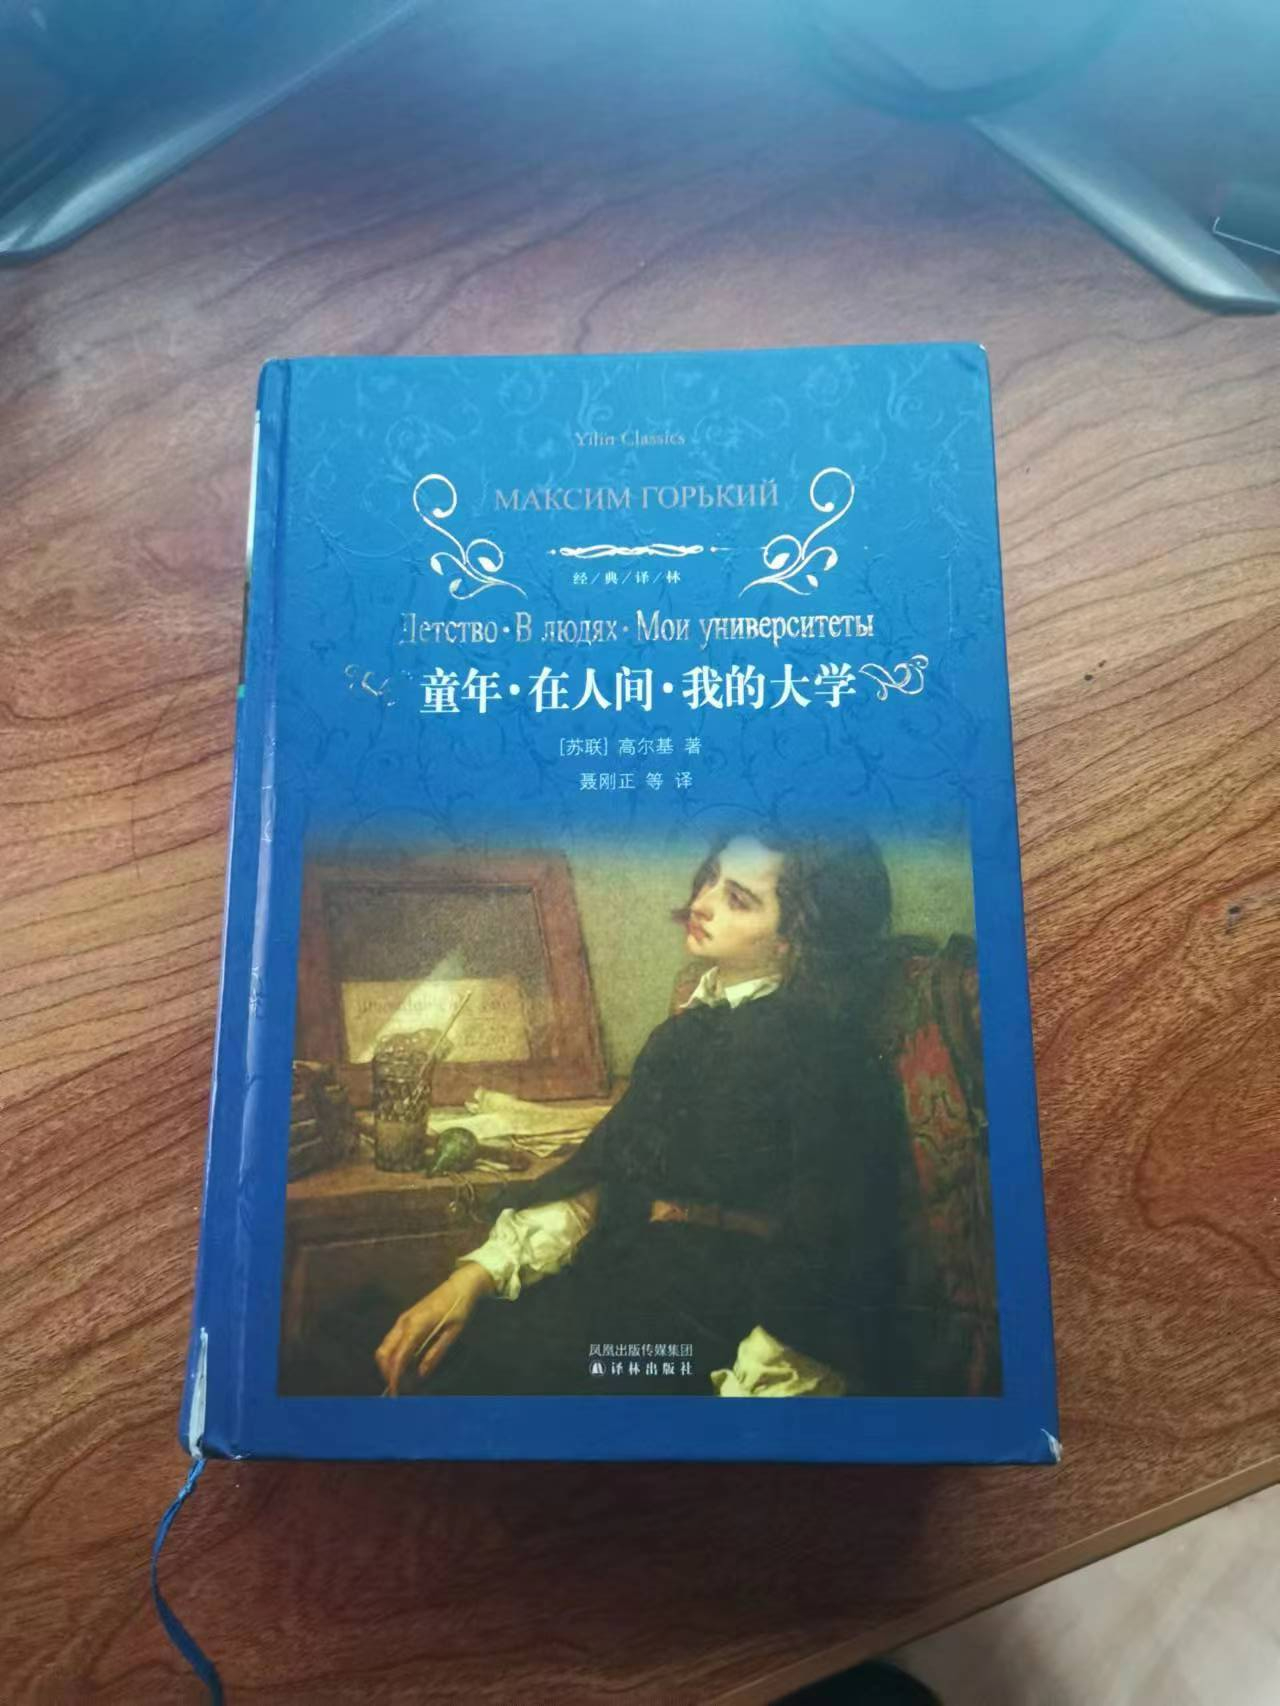 Yilin Classics
МАКСИМ ГОРЬКИЙ
经/典/译/林
Детство·В людях·Мои университеты
童年·在人间·我的大学
[苏联] 高尔基 著
聂刚正 等 译
凤凰出版传媒集团
译林出版社